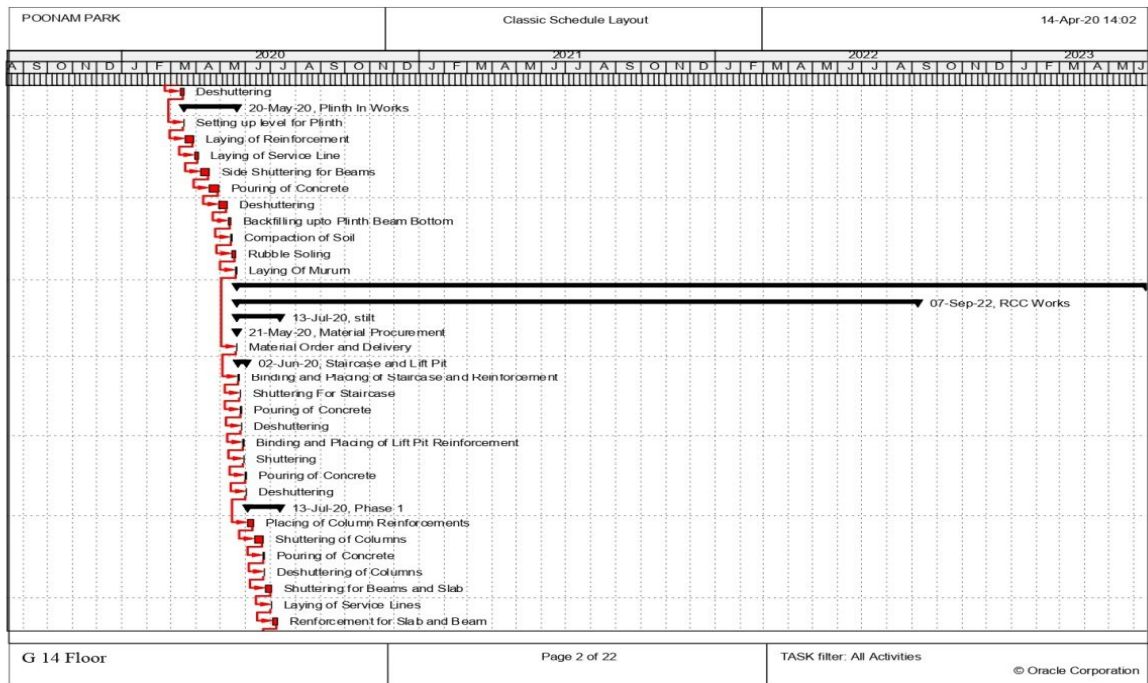 POONAM PARK Classic Schedule Layout 14-Apr-20 14:02
2020 2021 2022 2023
A S O N D J F M A M J J A S O N D J F M A M J J A S O N D J F M A M J J A S O N D J F M A M J
Deshuttering
20-May-20, Plinth In Works
Setting up level for Plinth
Laying of Reinforcement
Laying of Service Line
Side Shuttering for Beams
Pouring of Concrete
Deshuttering
Backfilling upto Plinth Beam Bottom
Compaction of Soil
Rubble Soling
Laying Of Murum
07-Sep-22, RCC Works
13-Jul-20, stilt
21-May-20, Material Procurement
Material Order and Delivery
02-Jun-20, Staircase and Lift Pit
Binding and Placing of Staircase and Reinforcement
Shuttering For Staircase
Pouring of Concrete
Deshuttering
Binding and Placing of Lift Pit Reinforcement
Shuttering
Pouring of Concrete
Deshuttering
13-Jul-20, Phase 1
Placing of Column Reinforcements
Shuttering of Columns
Pouring of Concrete
Deshuttering of Columns
Shuttering for Beams and Slab
Laying of Service Lines
Renforcement for Slab and Beam
G 14 Floor Page 2 of 22 TASK filter: All Activities
© Oracle Corporation